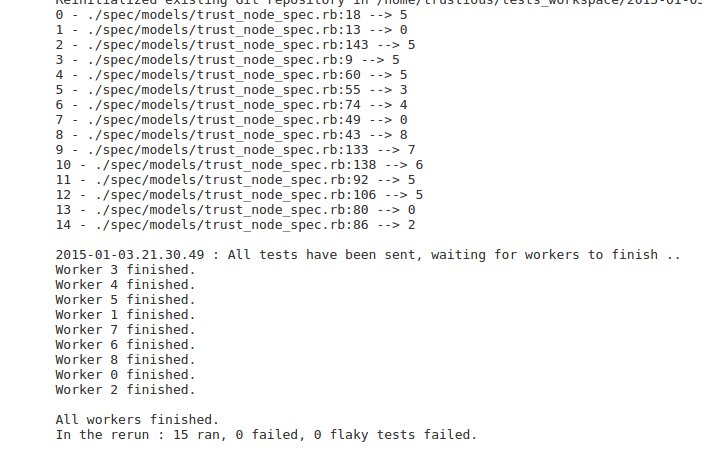 Reinitialized existing Git repository in /home/trustious/tests_workspace/2015-01-03
0 - ./spec/models/trust_node_spec.rb:18 --> 5
1 - ./spec/models/trust_node_spec.rb:13 --> 0
2 - ./spec/models/trust_node_spec.rb:143 --> 5
3 - ./spec/models/trust_node_spec.rb:9 --> 5
4 - ./spec/models/trust_node_spec.rb:60 --> 5
5 - ./spec/models/trust_node_spec.rb:55 --> 3
6 - ./spec/models/trust_node_spec.rb:74 --> 4
7 - ./spec/models/trust_node_spec.rb:49 --> 0
8 - ./spec/models/trust_node_spec.rb:43 --> 8
9 - ./spec/models/trust_node_spec.rb:133 --> 7
10 - ./spec/models/trust_node_spec.rb:138 --> 6
11 - ./spec/models/trust_node_spec.rb:92 --> 5
12 - ./spec/models/trust_node_spec.rb:106 --> 5
13 - ./spec/models/trust_node_spec.rb:80 --> 0
14 - ./spec/models/trust_node_spec.rb:86 --> 2
2015-01-03.21.30.49 : All tests have been sent, waiting for workers to finish ..
Worker 3 finished.
Worker 4 finished.
Worker 5 finished.
Worker 1 finished.
Worker 7 finished.
Worker 6 finished.
Worker 8 finished.
Worker 0 finished.
Worker 2 finished.
All workers finished.
In the rerun : 15 ran, 0 failed, 0 flaky tests failed.